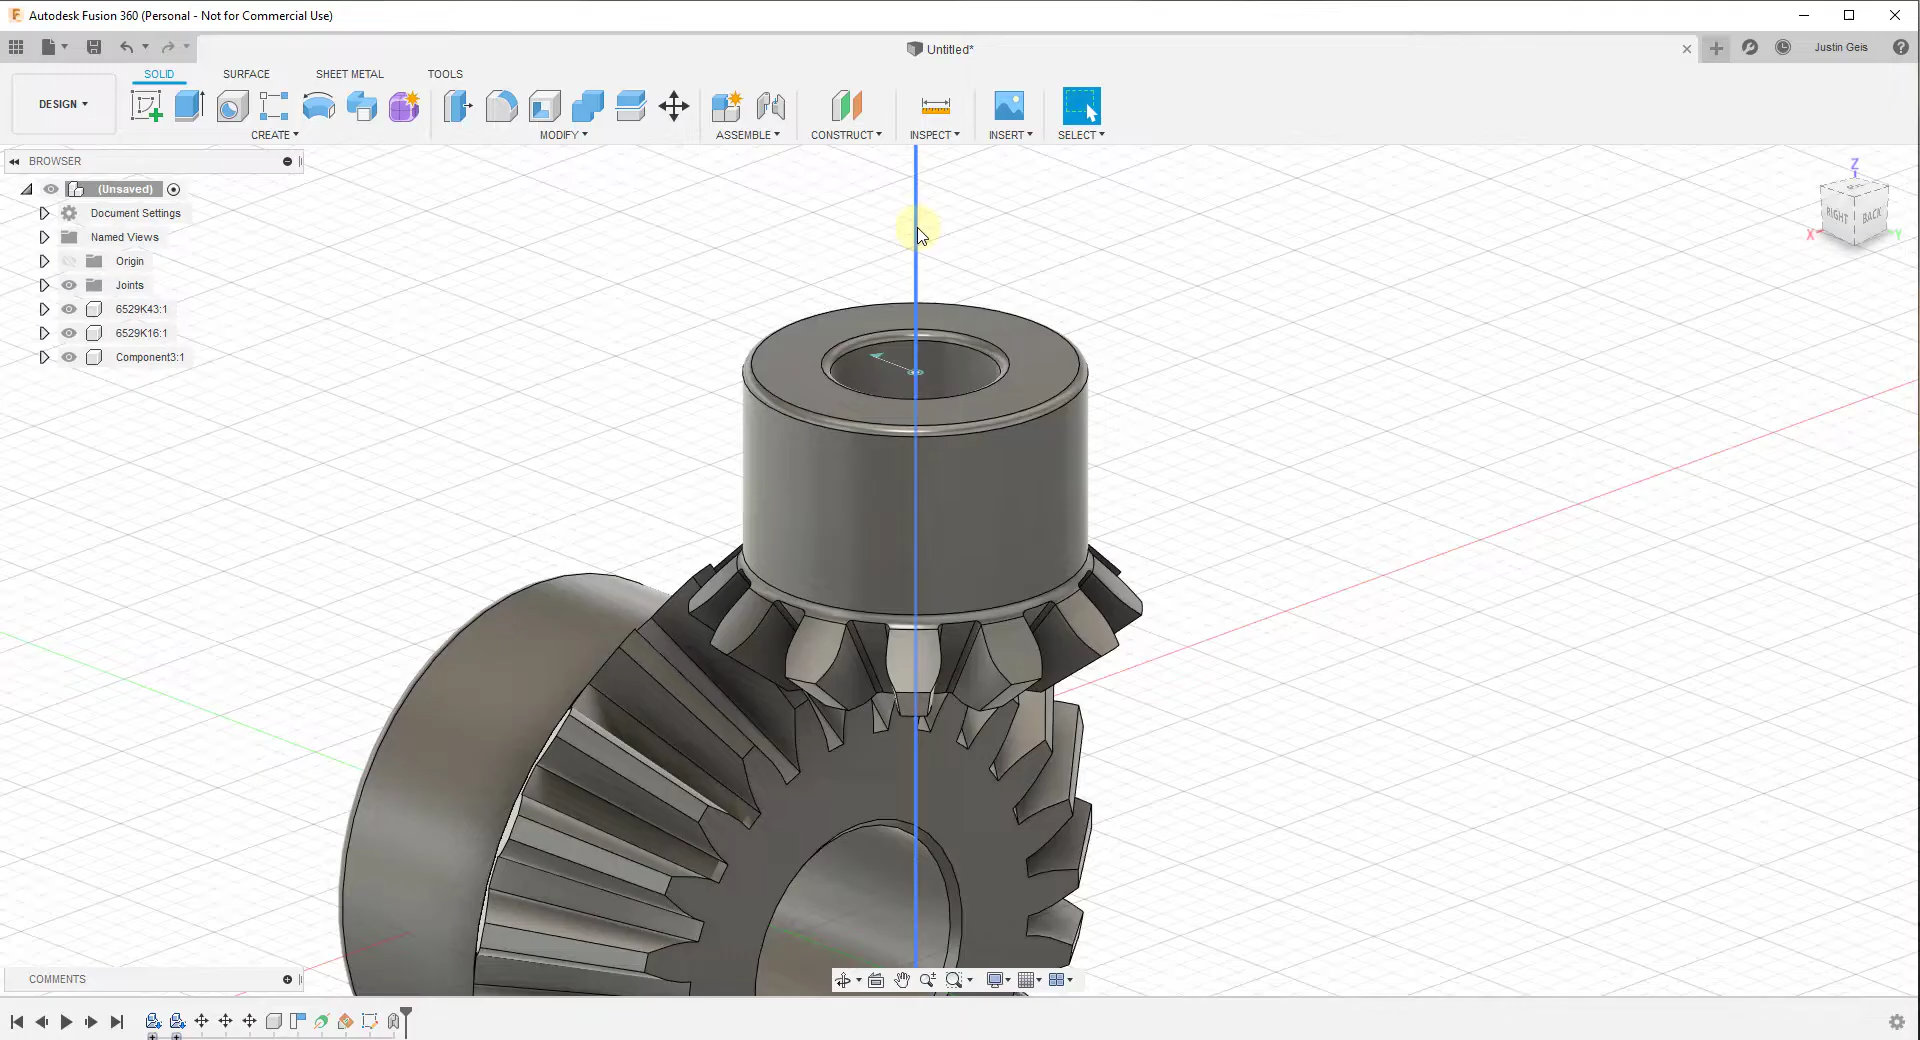 Autodesk Fusion 360 (Personal - Not for Commercial Use)
Untitled*
Justin Geis
SOLID
SURFACE
SHEET METAL
TOOLS
DESIGN
CREATE
MODIFY
ASSEMBLE
CONSTRUCT
INSPECT
INSERT
SELECT
BROWSER
(Unsaved)
Document Settings
Named Views
Origin
Joints
6529K43:1
6529K16:1
Component3:1
Z
RIGHT
BACK
X
Y
COMMENTS